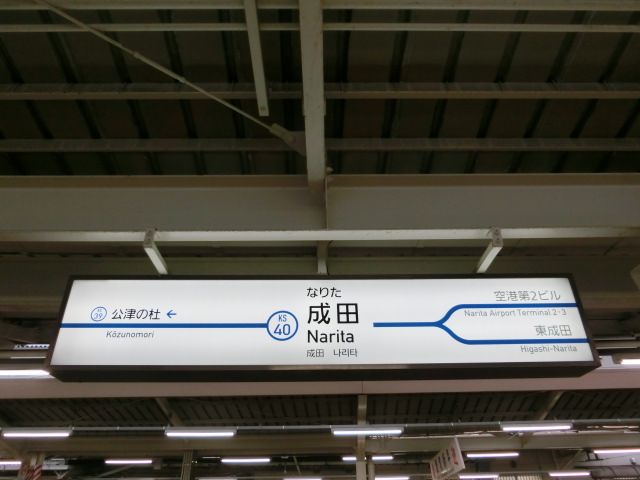 KS
39
公津の杜 ←
Kōzunomori
KS
40
なりた
成田
Narita
成田 나리타
空港第2ビル
Narita Airport Terminal 2·3
東成田
Higashi-Narita